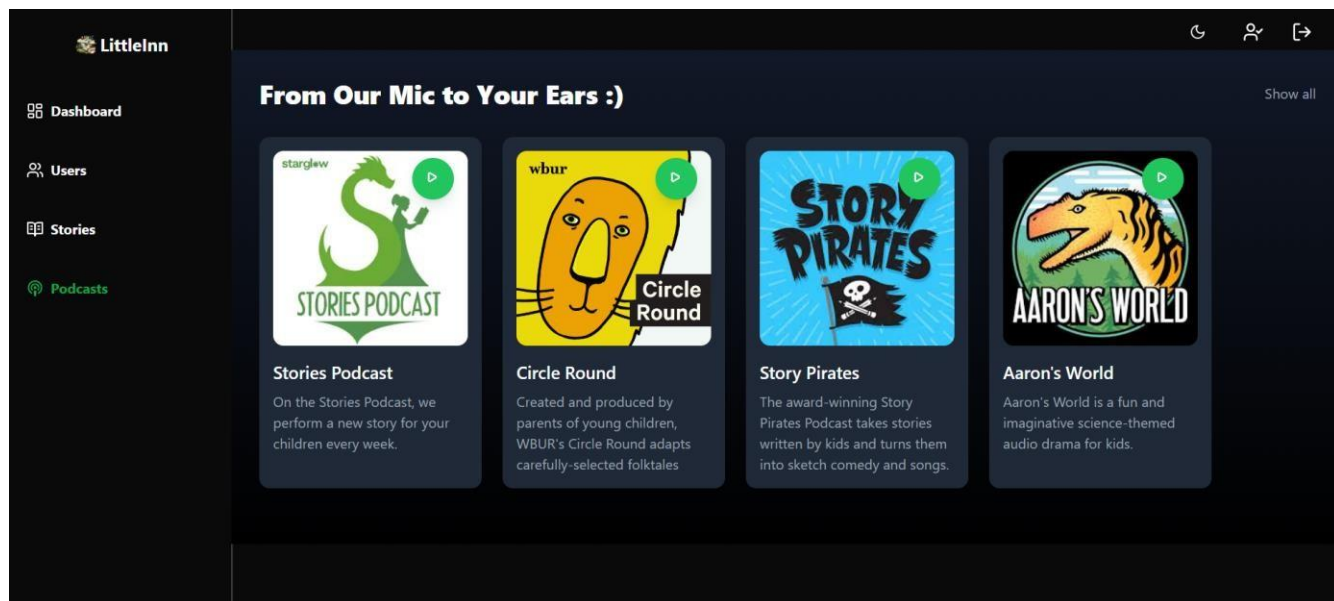 LittleInn
Dashboard
Users
Stories
Podcasts
From Our Mic to Your Ears :)
Show all
starglow
STORIES PODCAST
Stories Podcast
On the Stories Podcast, we
perform a new story for your
children every week.
wbur
Circle
Round
Circle Round
Created and produced by
parents of young children,
WBUR's Circle Round adapts
carefully-selected folktales
STORY
PIRATES
Story Pirates
The award-winning Story
Pirates Podcast takes stories
written by kids and turns them
into sketch comedy and songs.
AARON'S WORLD
Aaron's World
Aaron's World is a fun and
imaginative science-themed
audio drama for kids.